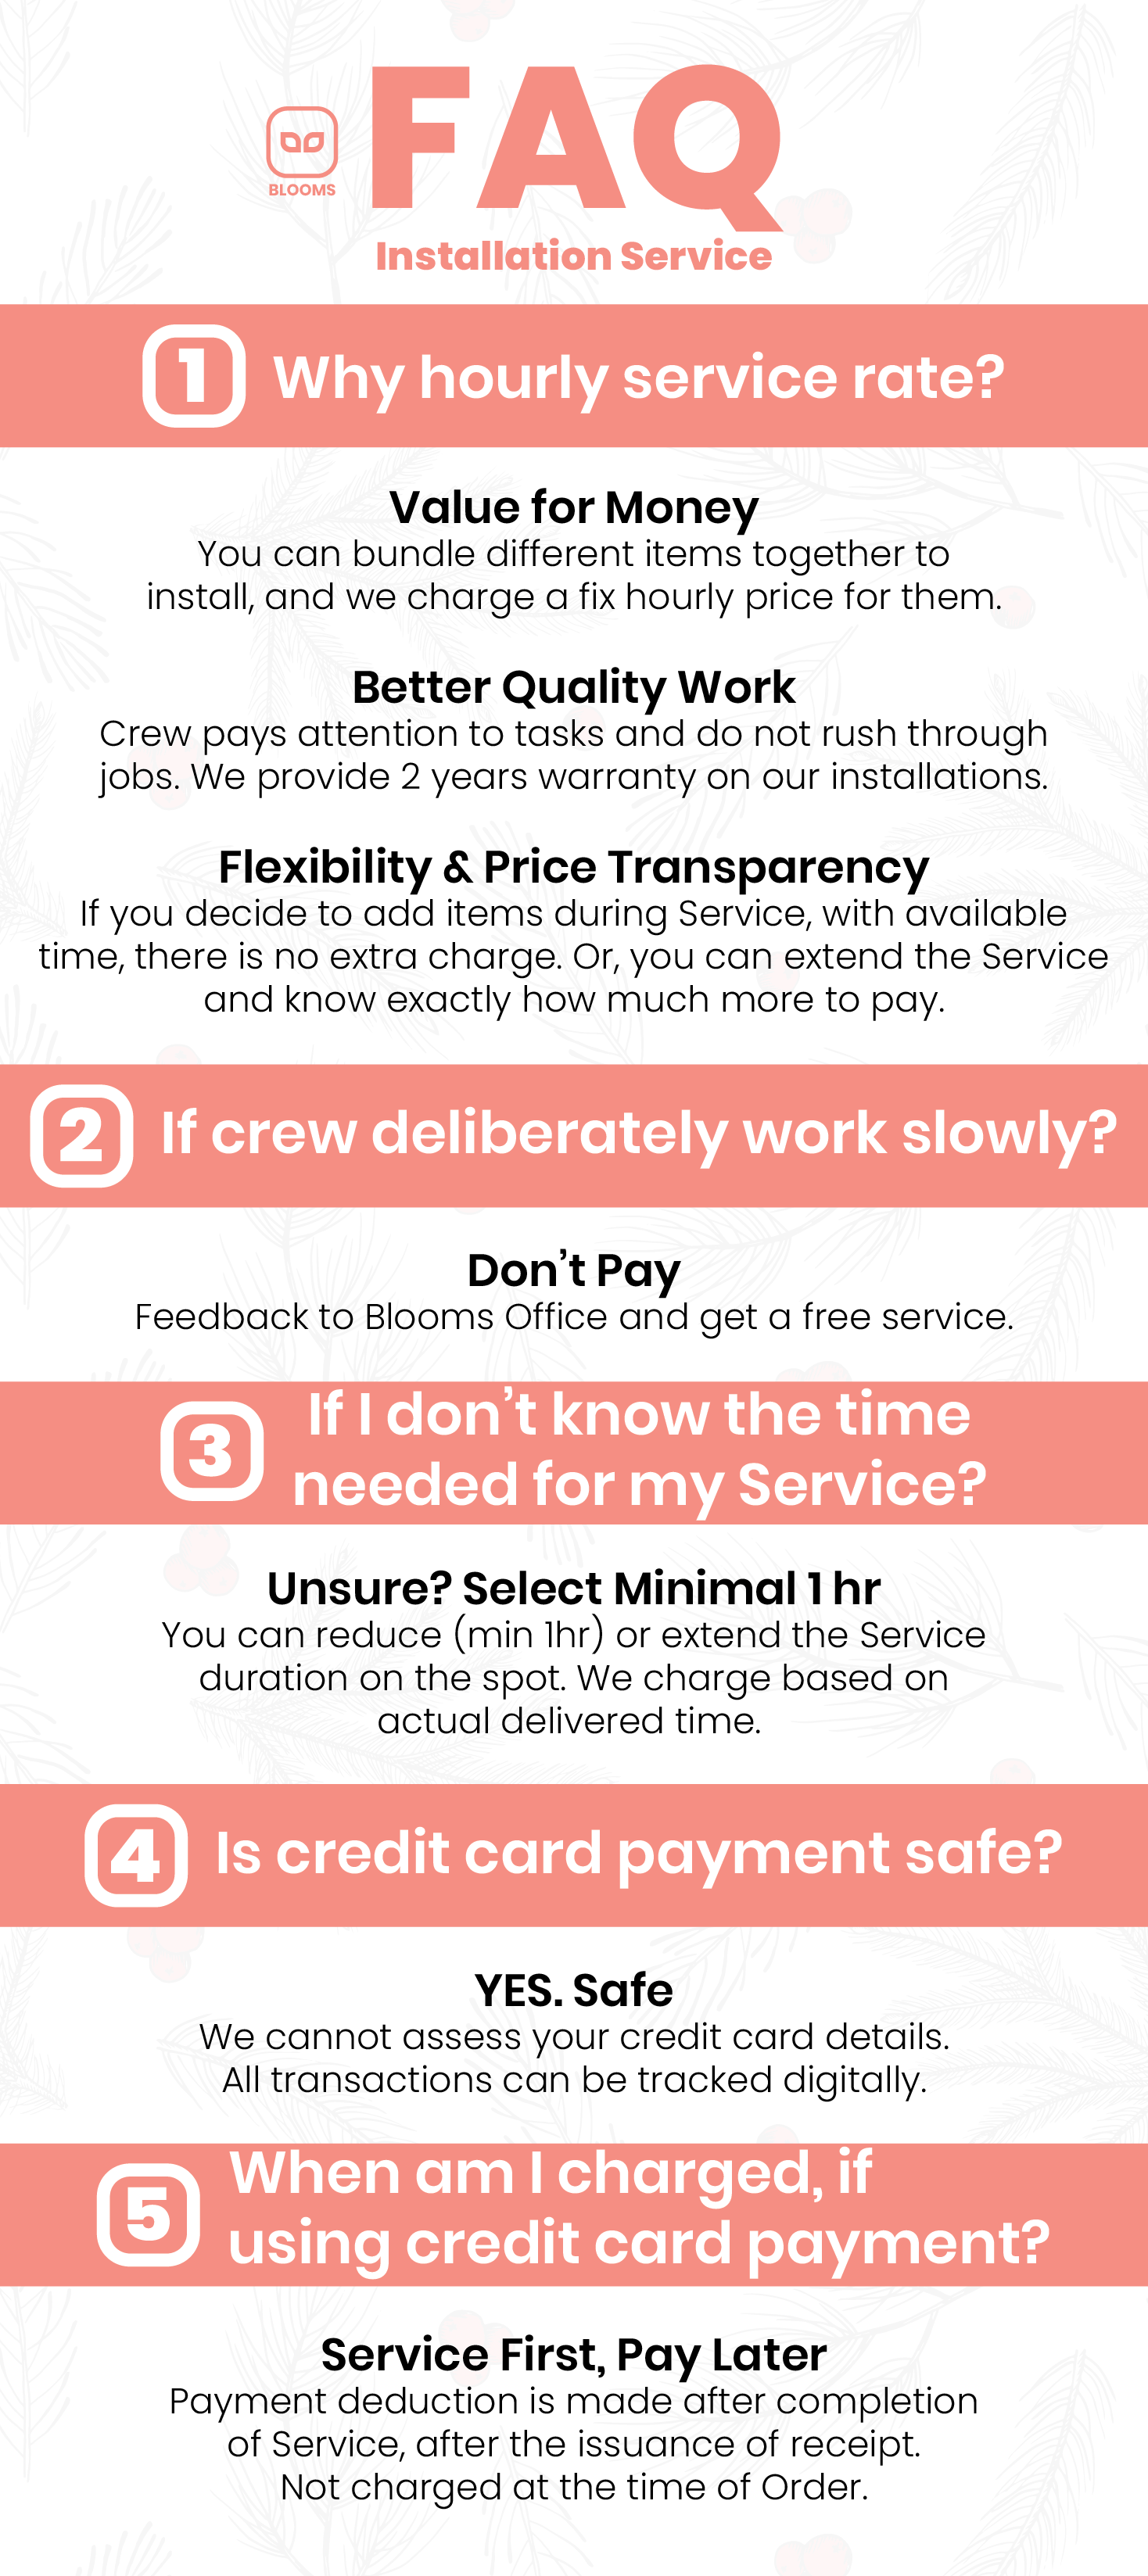 BLOOMS
FAQ
Installation Service
1 Why hourly service rate?
Value for Money
You can bundle different items together to
install, and we charge a fix hourly price for them.
Better Quality Work
Crew pays attention to tasks and do not rush through
jobs. We provide 2 years warranty on our installations.
Flexibility & Price Transparency
If you decide to add items during Service, with available
time, there is no extra charge. Or, you can extend the Service
and know exactly how much more to pay.
2 If crew deliberately work slowly?
Don’t Pay
Feedback to Blooms Office and get a free service.
3 If I don’t know the time
needed for my Service?
Unsure? Select Minimal 1 hr
You can reduce (min 1hr) or extend the Service
duration on the spot. We charge based on
actual delivered time.
4 Is credit card payment safe?
YES. Safe
We cannot assess your credit card details.
All transactions can be tracked digitally.
5 When am I charged, if
using credit card payment?
Service First, Pay Later
Payment deduction is made after completion
of Service, after the issuance of receipt.
Not charged at the time of Order.